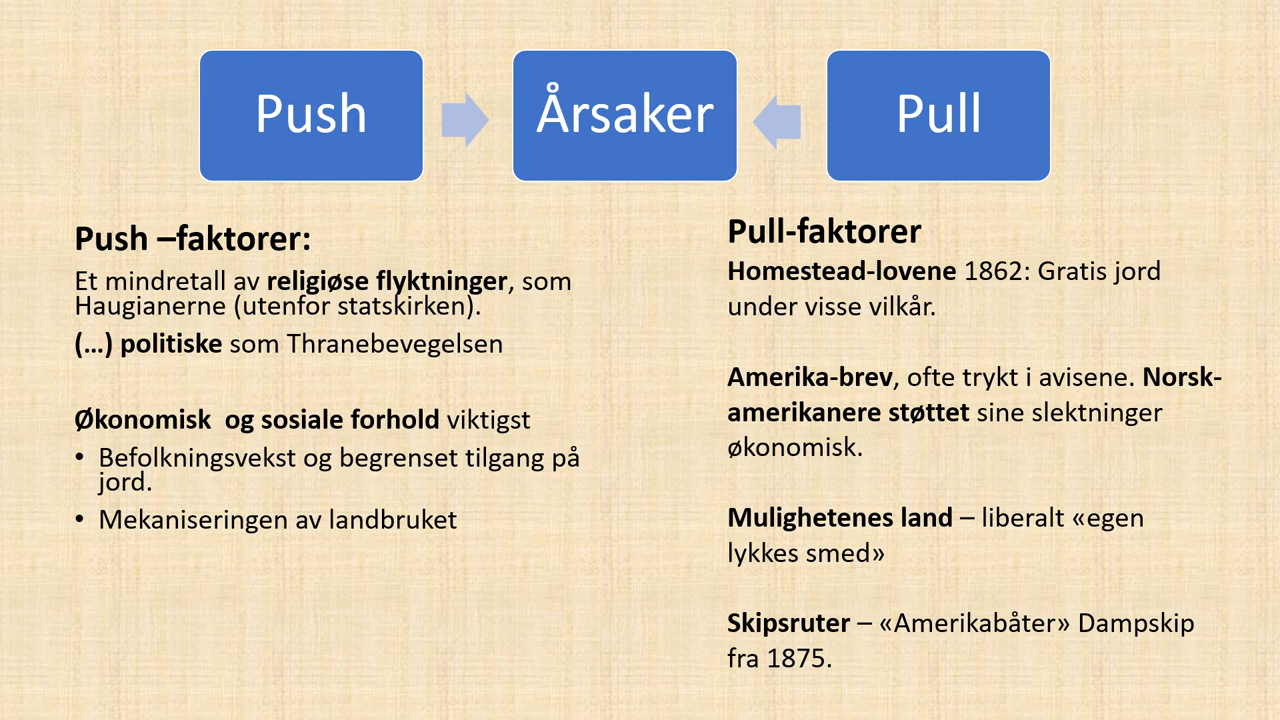 Push
Årsaker
Pull
Push –faktorer:
Et mindretall av religiøse flyktninger, som
Haugianerne (utenfor statskirken).
(…) politiske som Thranebevegelsen
Økonomisk  og sosiale forhold viktigst
• Befolkningsvekst og begrenset tilgang på
jord.
• Mekaniseringen av landbruket
Pull-faktorer
Homestead-lovene 1862: Gratis jord
under visse vilkår.
Amerika-brev, ofte trykt i avisene. Norsk-
amerikanere støttet sine slektninger
økonomisk.
Mulighetenes land – liberalt «egen
lykkes smed»
Skipsruter – «Amerikabåter» Dampskip
fra 1875.